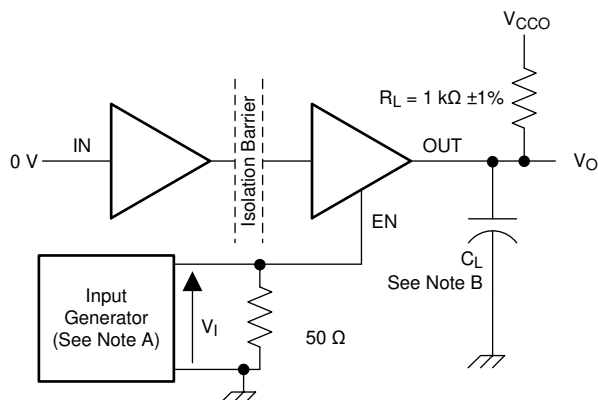 V_CCO
R_L = 1 kΩ ±1%
IN
OUT
0 V
V_O
Isolation Barrier
EN
C_L
See Note B
Input
Generator
(See Note A)
V_I
50 Ω